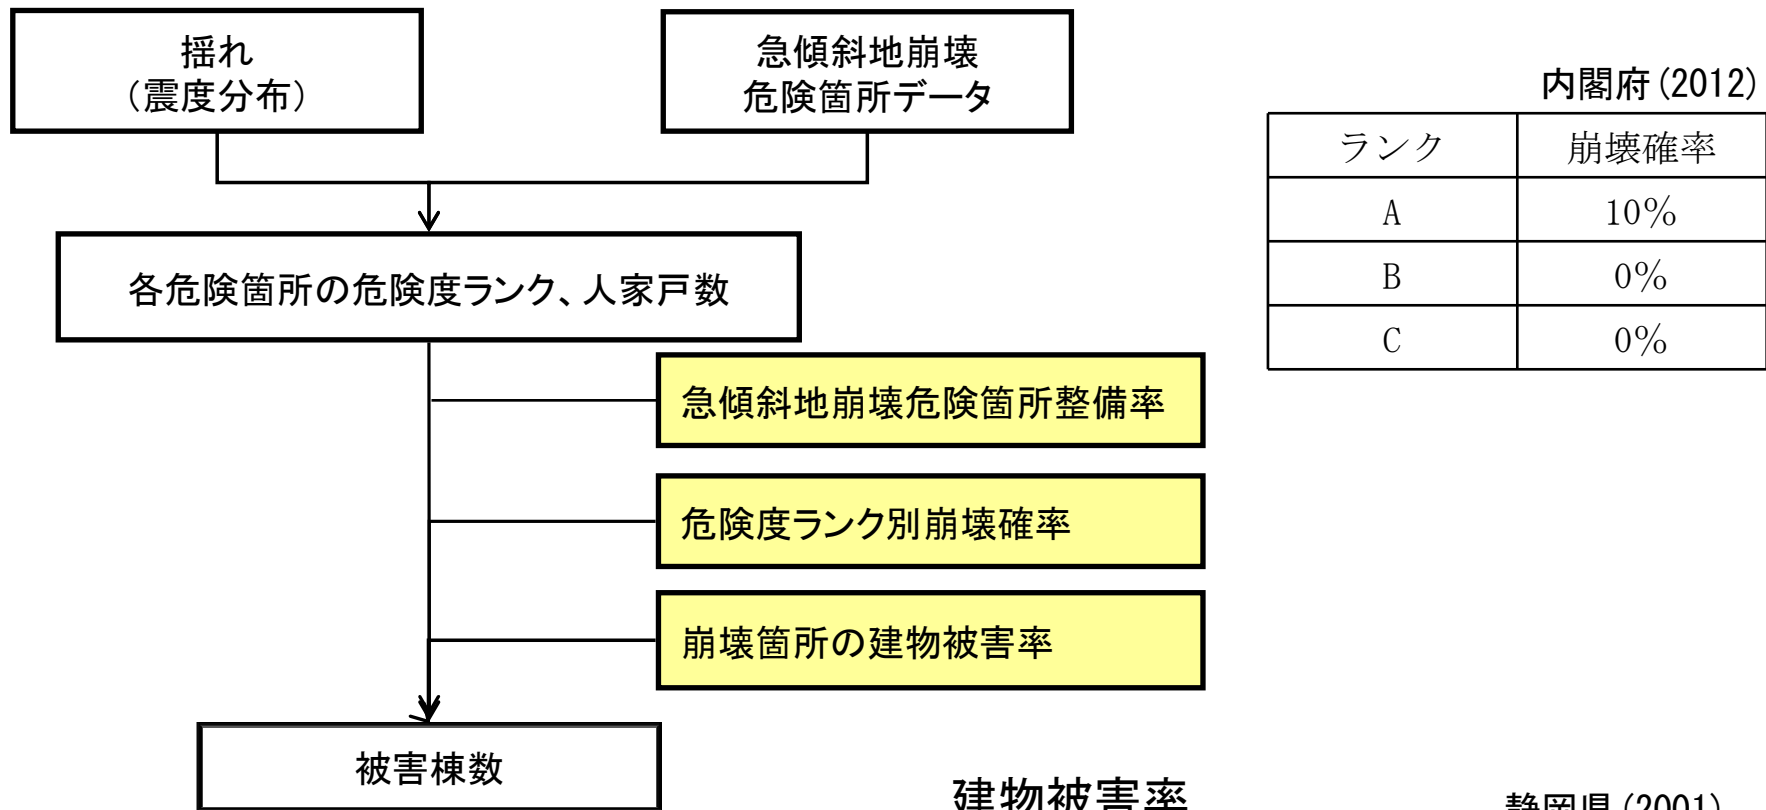 揺れ
（震度分布）
急傾斜地崩壊
危険箇所データ
各危険箇所の危険度ランク、人家戸数
急傾斜地崩壊危険箇所整備率
危険度ランク別崩壊確率
崩壊箇所の建物被害率
被害棟数
内閣府(2012)
ランク 崩壊確率
A 10%
B 0%
C 0%
建物被害率
静岡県(2001)